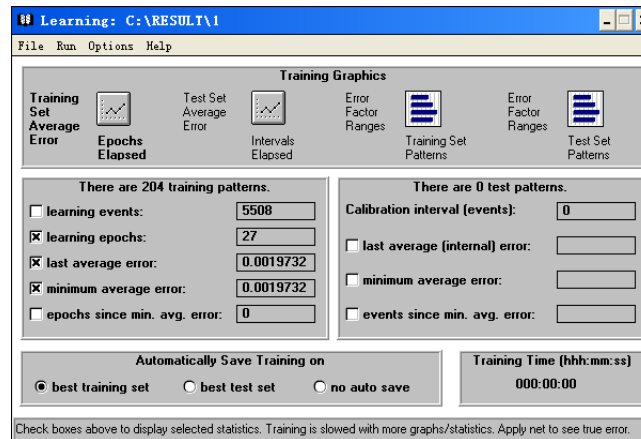 Learning: C:\RESULT\1
File Run Options Help
Training Graphics
Training Set Average Error
Epochs Elapsed
Test Set Average Error
Intervals Elapsed
Error Factor Ranges
Training Set Patterns
Error Factor Ranges
Test Set Patterns
There are 204 training patterns.
learning events: 5508
learning epochs: 27
last average error: 0.0019732
minimum average error: 0.0019732
epochs since min. avg. error: 0
There are 0 test patterns.
Calibration interval (events): 0
last average (internal) error:
minimum average error:
events since min. avg. error:
Automatically Save Training on
best training set best test set no auto save
Training Time (hhh:mm:ss)
000:00:00
Check boxes above to display selected statistics. Training is slowed with more graphs/statistics. Apply net to see true error.